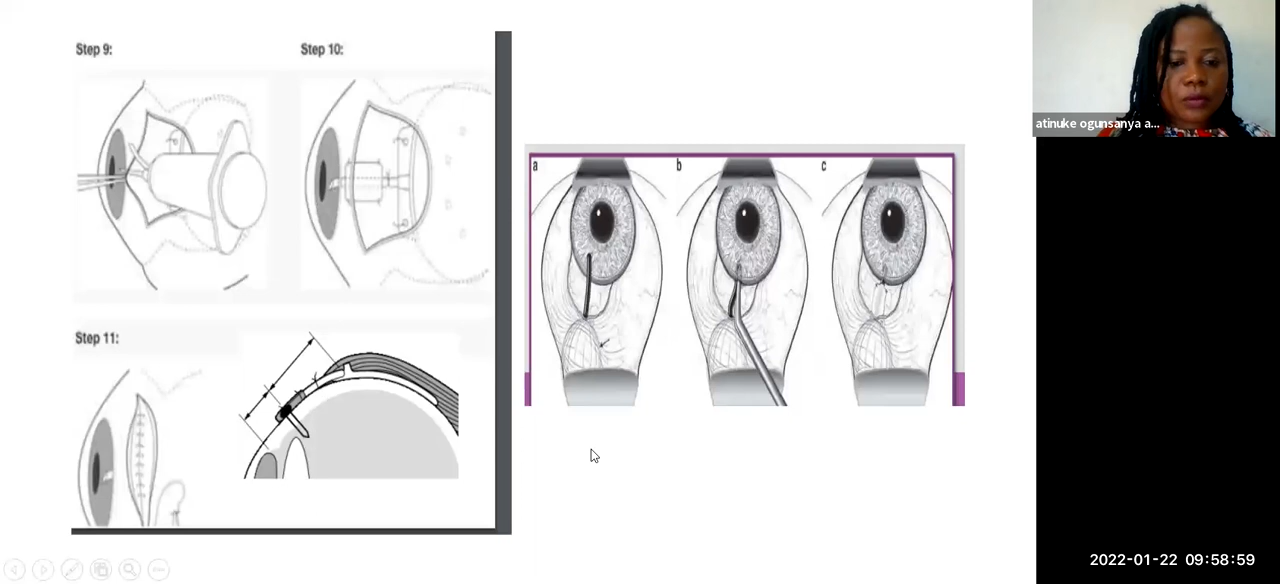 Step 9:
Step 10:
Step 11:
a
b
c
atinuke ogunsanya a...
2022-01-22 09:58:59